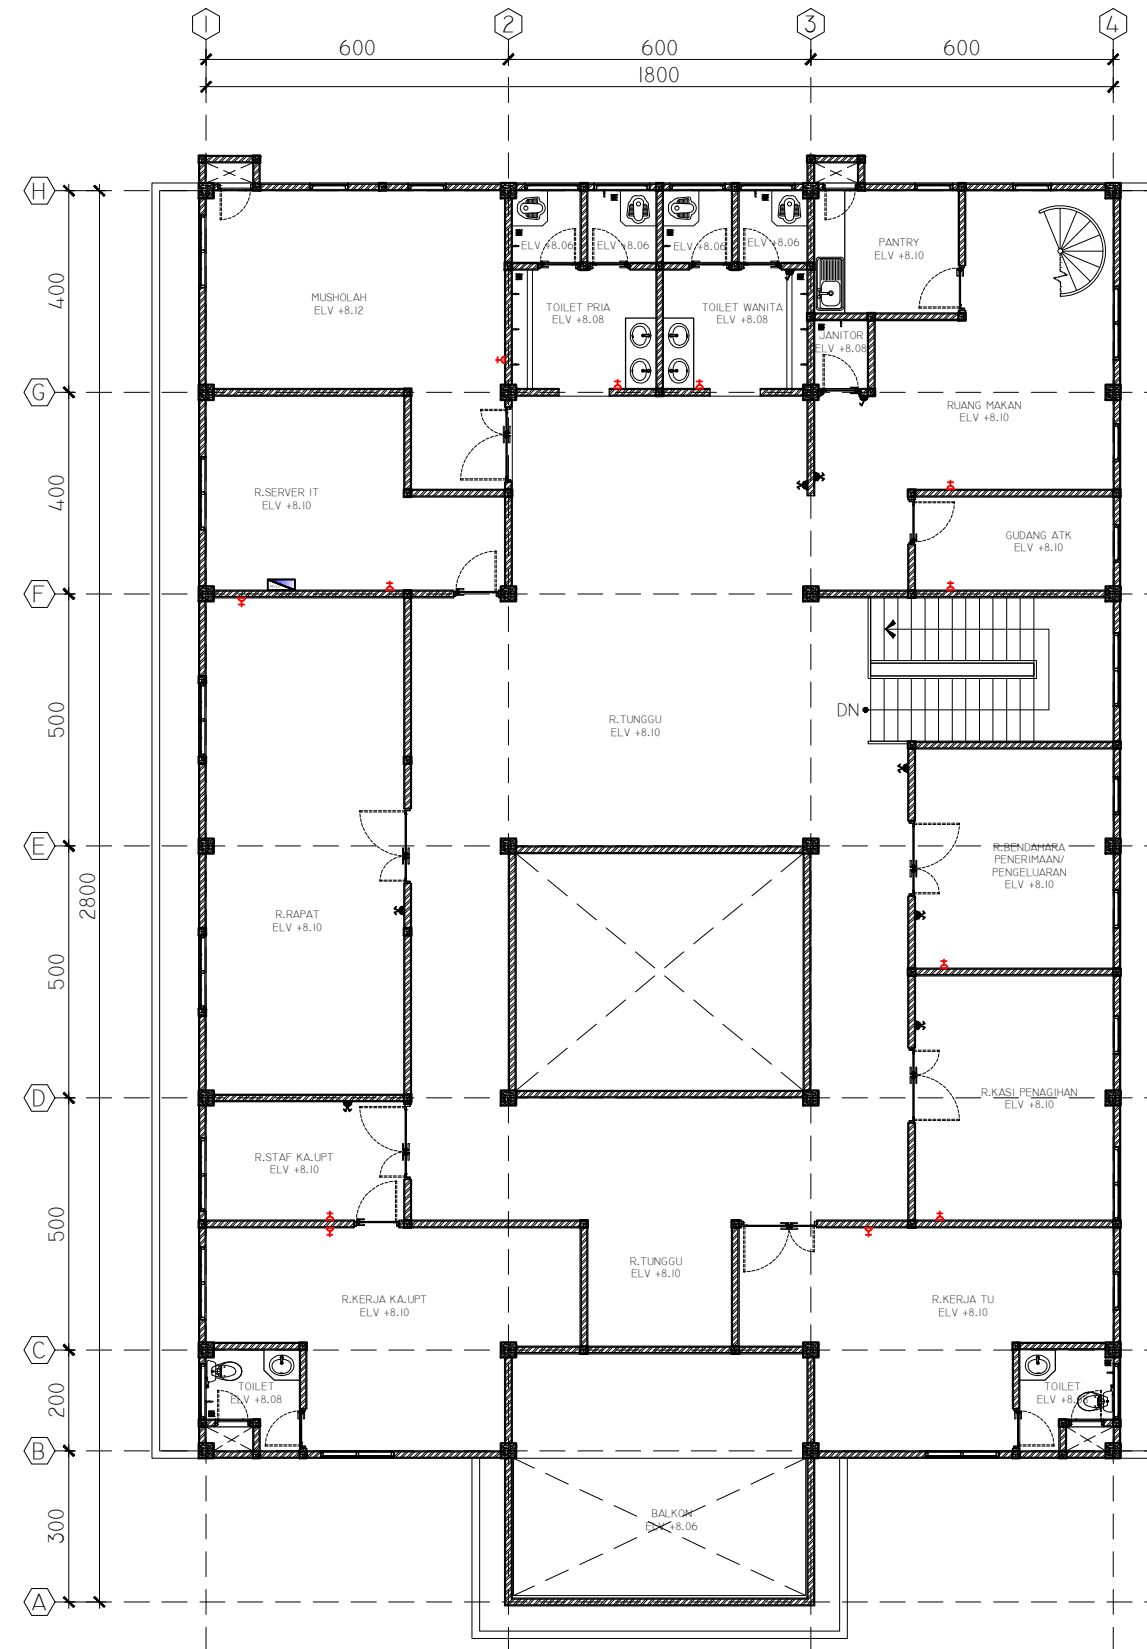 1
2
3
4
600
600
600
1800
H
G
F
E
D
C
B
A
400
400
500
500
500
200
300
2800
ELV +8.06
ELV +8.06
ELV +8.06
ELV +8.06
PANTRY
ELV +8.10
MUSHOLAH
ELV +8.12
TOILET PRIA
ELV +8.08
TOILET WANITA
ELV +8.08
JANITOR
ELV +8.08
RUANG MAKAN
ELV +8.10
R.SERVER IT
ELV +8.10
GUDANG ATK
ELV +8.10
R.TUNGGU
ELV +8.10
DN
R.BENDAHARA
PENERIMAAN/
PENGELUARAN
ELV +8.10
R.RAPAT
ELV +8.10
R.KASI PENAGIHAN
ELV +8.10
R.STAF KA.UPT
ELV +8.10
R.TUNGGU
ELV +8.10
R.KERJA KA.UPT
ELV +8.10
R.KERJA TU
ELV +8.10
TOILET
ELV +8.08
TOILET
ELV +8.
BALKON
ELV +8.06